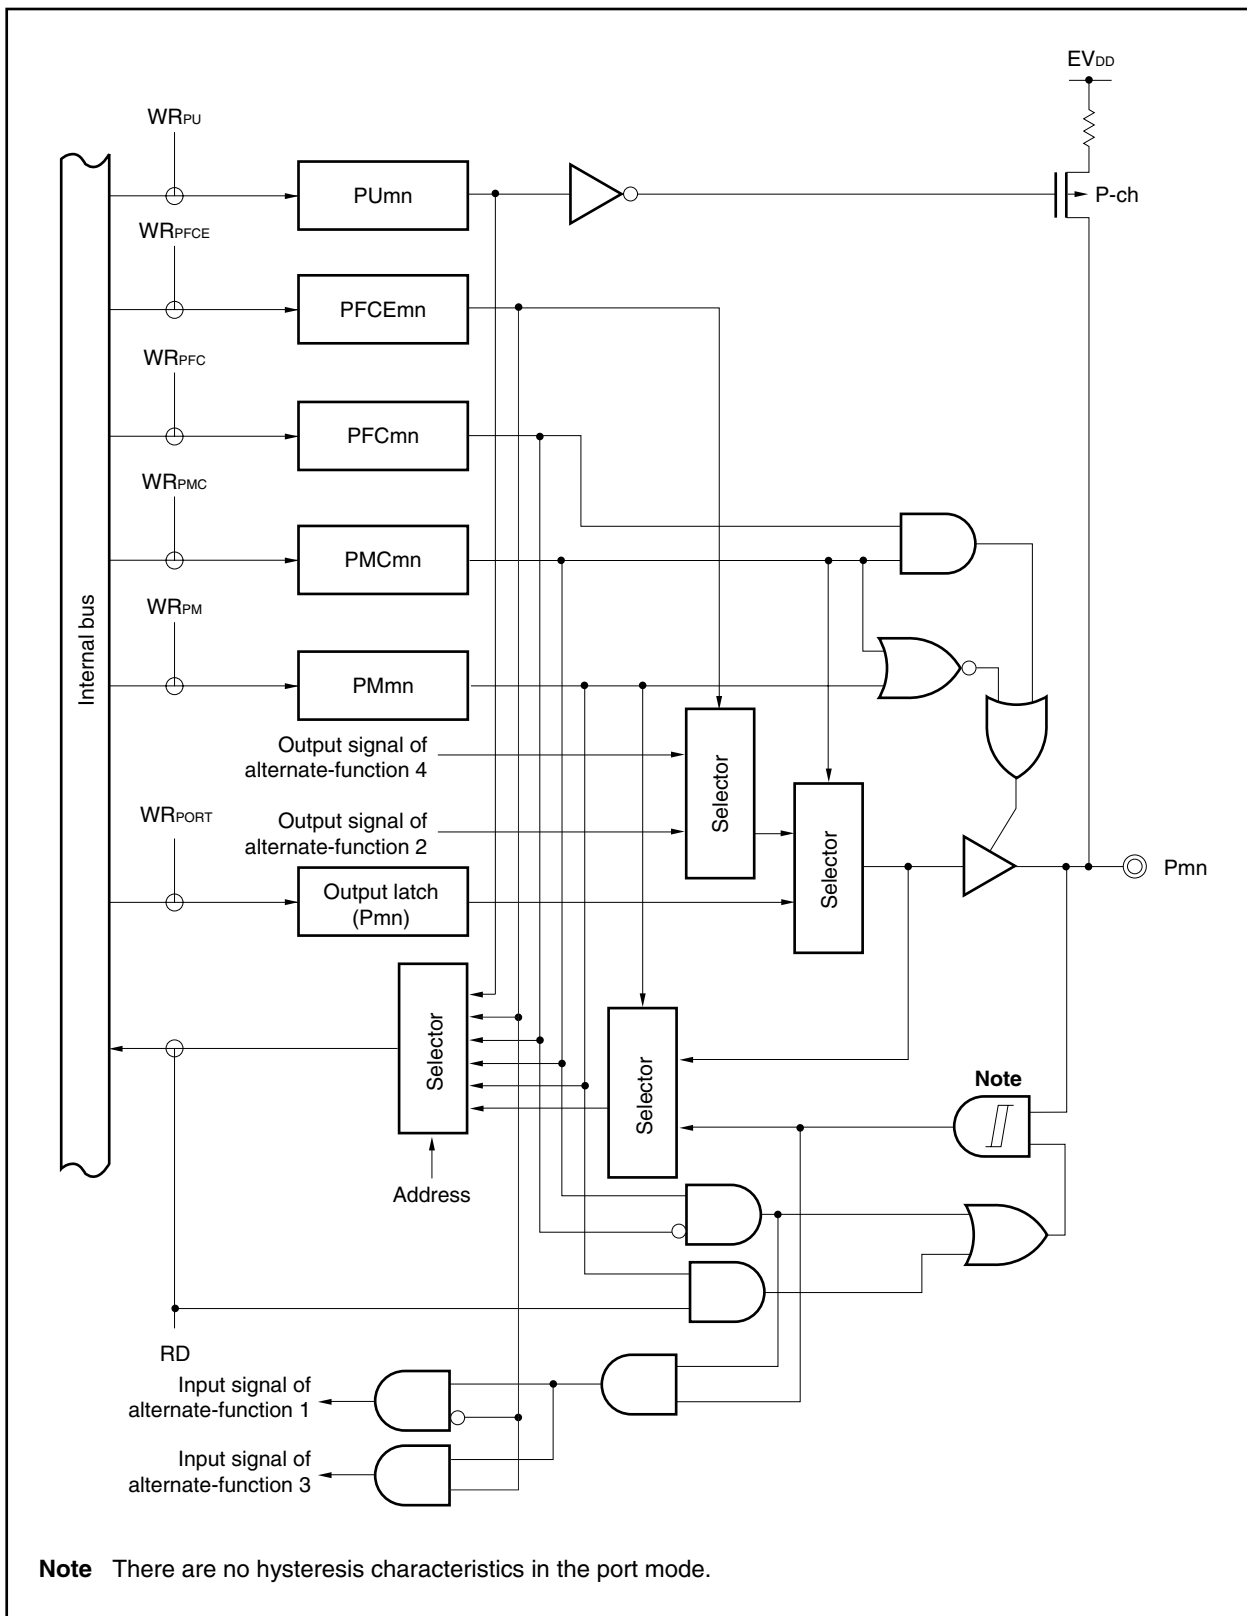 EVDD
WRPU
PUmn
P-ch
WRPFCE
PFCEmn
WRPFC
PFCmn
WRPMC
PMCmn
WRPM
Internal bus
PMmn
Output signal of
alternate-function 4
Selector
WRPORT
Output signal of
alternate-function 2
Selector
Pmn
Output latch
(Pmn)
Selector
Selector
Note
Address
RD
Input signal of
alternate-function 1
Input signal of
alternate-function 3
Note There are no hysteresis characteristics in the port mode.